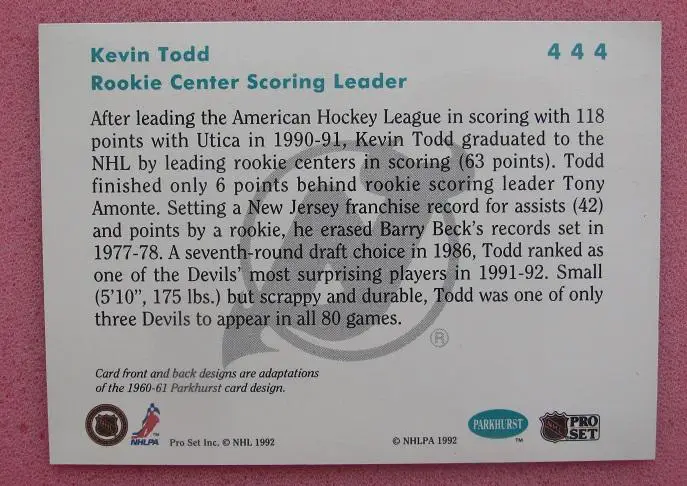 Kevin Todd 444
Rookie Center Scoring Leader
After leading the American Hockey League in scoring with 118
points with Utica in 1990-91, Kevin Todd graduated to the
NHL by leading rookie centers in scoring (63 points). Todd
finished only 6 points behind rookie scoring leader Tony
Amonte. Setting a New Jersey franchise record for assists (42)
and points by a rookie, he erased Barry Beck's records set in
1977-78. A seventh-round draft choice in 1986, Todd ranked as
one of the Devils' most surprising players in 1991-92. Small
(5'10", 175 lbs.) but scrappy and durable, Todd was one of only
three Devils to appear in all 80 games.
®
Card front and back designs are adaptations
of the 1960-61 Parkhurst card design.
NHL NHLPA Pro Set Inc. © NHL 1992 © NHLPA 1992 PARKHURST ™ NHL PRO SET